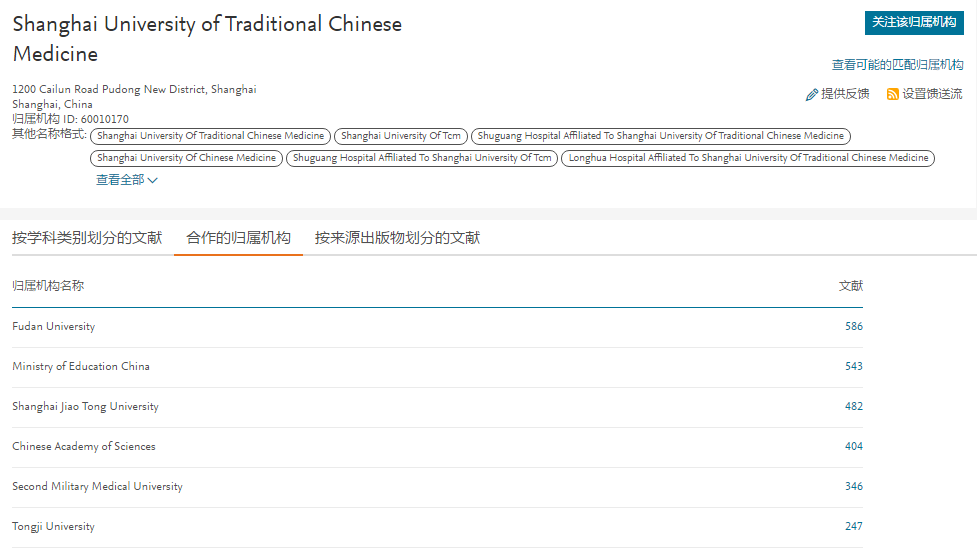 Shanghai University of Traditional Chinese
Medicine
关注该归属机构
查看可能的匹配归属机构
提供反馈 设置馈送流
1200 Cailun Road Pudong New District, Shanghai
Shanghai, China
归属机构 ID: 60010170
其他名称格式: Shanghai University Of Traditional Chinese Medicine Shanghai University Of Tcm Shuguang Hospital Affiliated To Shanghai University Of Traditional Chinese Medicine
Shanghai University Of Chinese Medicine Shuguang Hospital Affiliated To Shanghai University Of Tcm Longhua Hospital Affiliated To Shanghai University Of Traditional Chinese Medicine
查看全部
按学科类别划分的文献 合作的归属机构 按来源出版物划分的文献
归属机构名称 文献
Fudan University 586
Ministry of Education China 543
Shanghai Jiao Tong University 482
Chinese Academy of Sciences 404
Second Military Medical University 346
Tongji University 247